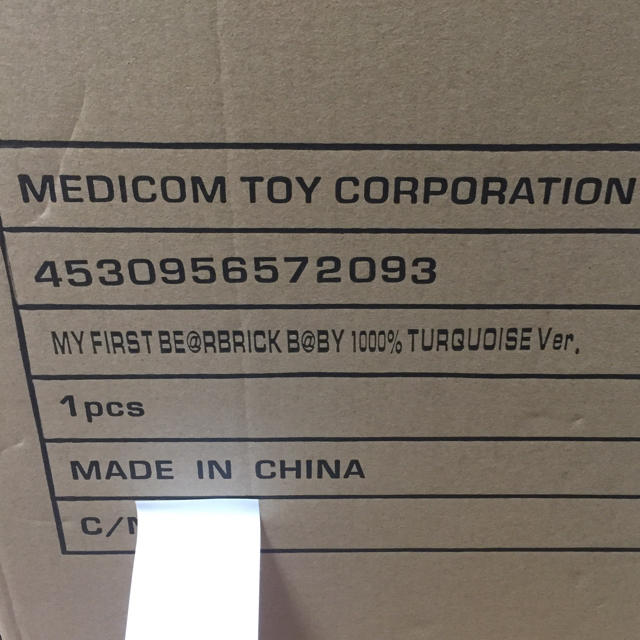 MEDICOM TOY CORPORATION
4530956572093
MY FIRST BE@RBRICK B@BY 1000% TURQUOISE Ver.
1pcs
MADE IN CHINA